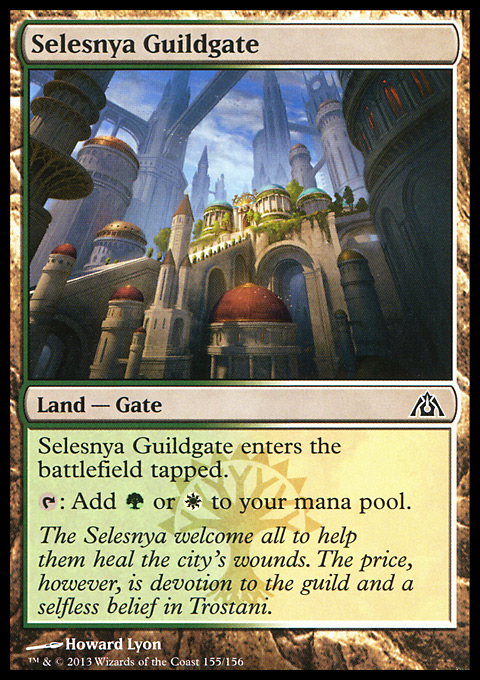 Selesnya Guildgate
Land — Gate
Selesnya Guildgate enters the
battlefield tapped.
: Add or to your mana pool.
The Selesnya welcome all to help
them heal the city's wounds. The price,
however, is devotion to the guild and a
selfless belief in Trostani.
Howard Lyon
™ & © 2013 Wizards of the Coast 155/156